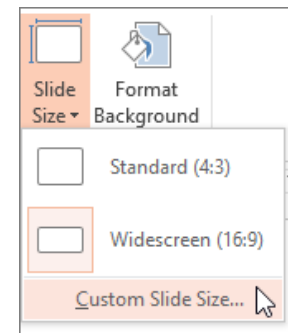 Slide
Size
Format
Background
Standard (4:3)
Widescreen (16:9)
Custom Slide Size...